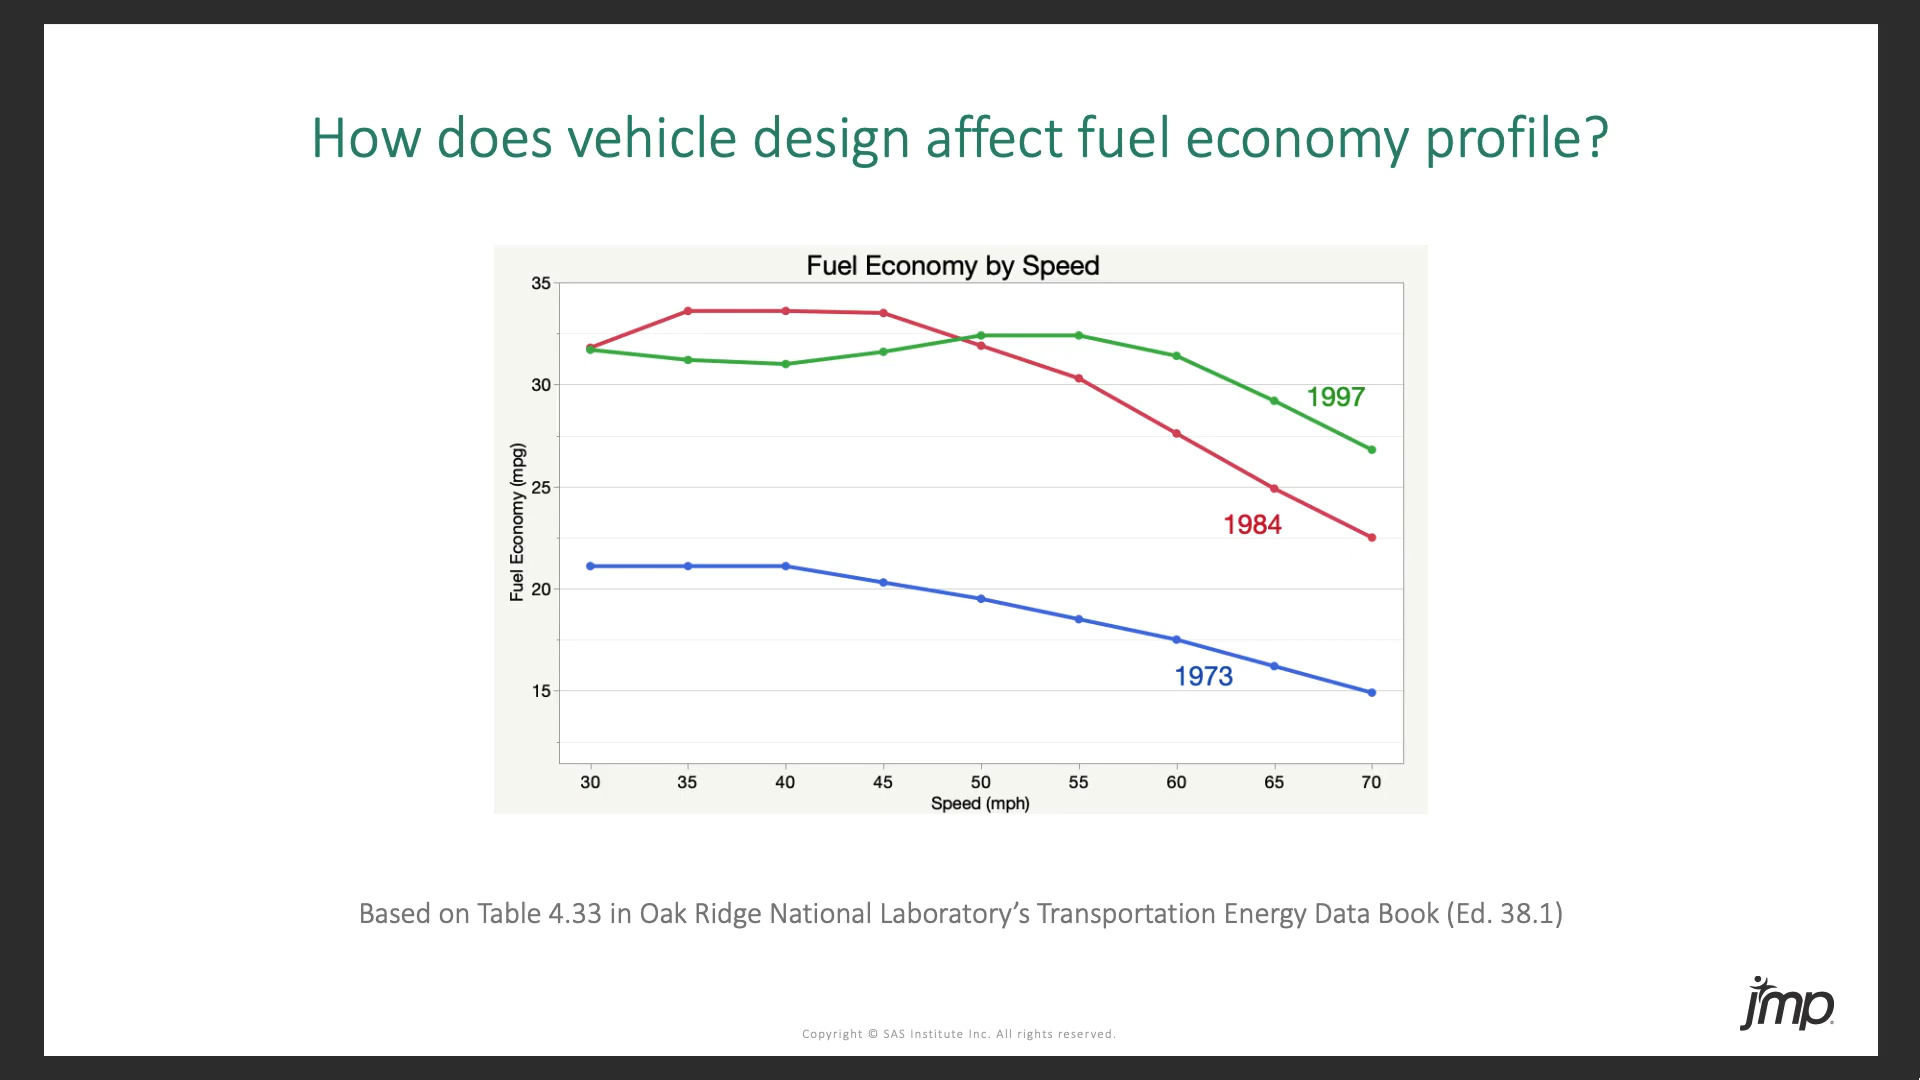 How does vehicle design affect fuel economy profile?
Fuel Economy by Speed
35
30
25
20
15
Fuel Economy (mpg)
1997
1984
1973
30 35 40 45 50 55 60 65 70
Speed (mph)
Based on Table 4.33 in Oak Ridge National Laboratory’s Transportation Energy Data Book (Ed. 38.1)
jmp
Copyright © SAS Institute Inc. All rights reserved.